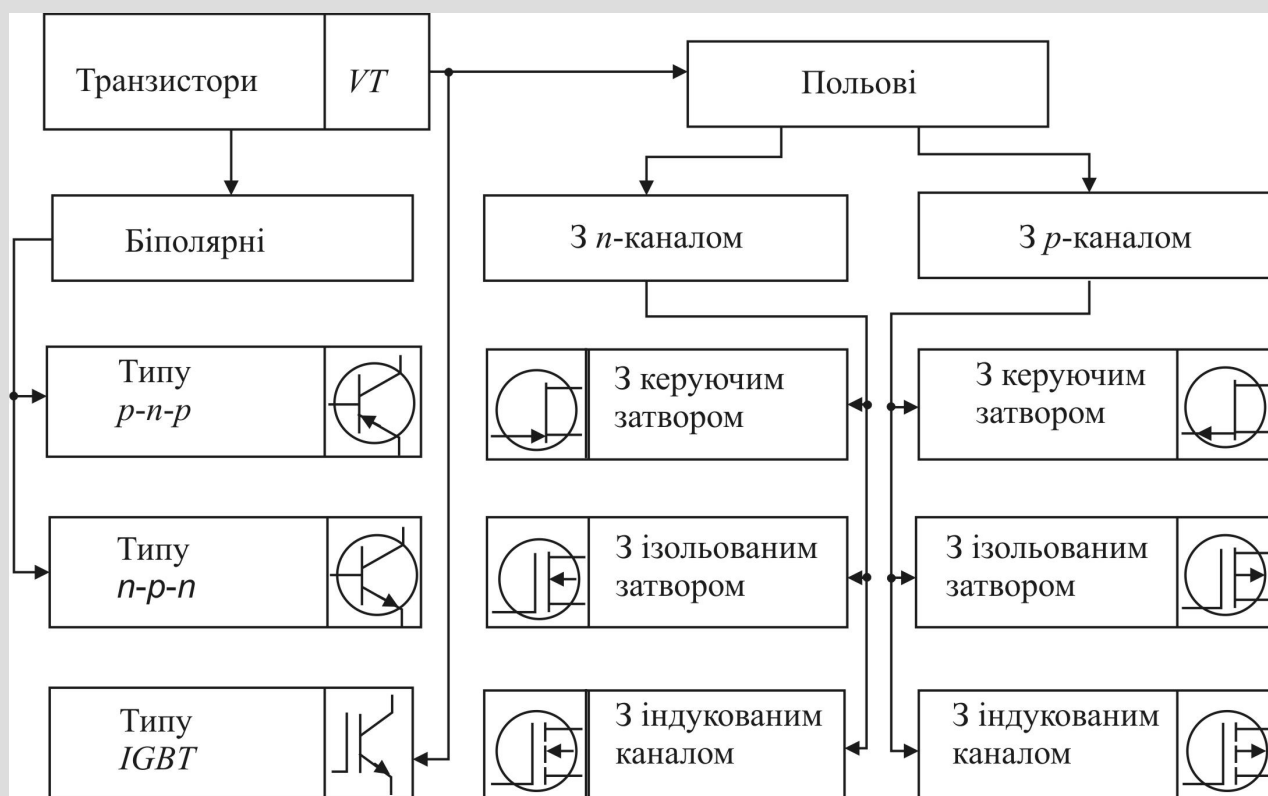 Транзистори
VT
Польові
Біполярні
З n-каналом
З p-каналом
Типу
p-n-p
З керуючим
затвором
З керуючим
затвором
Типу
n-p-n
З ізольованим
затвором
З ізольованим
затвором
Типу
IGBT
З індукованим
каналом
З індукованим
каналом